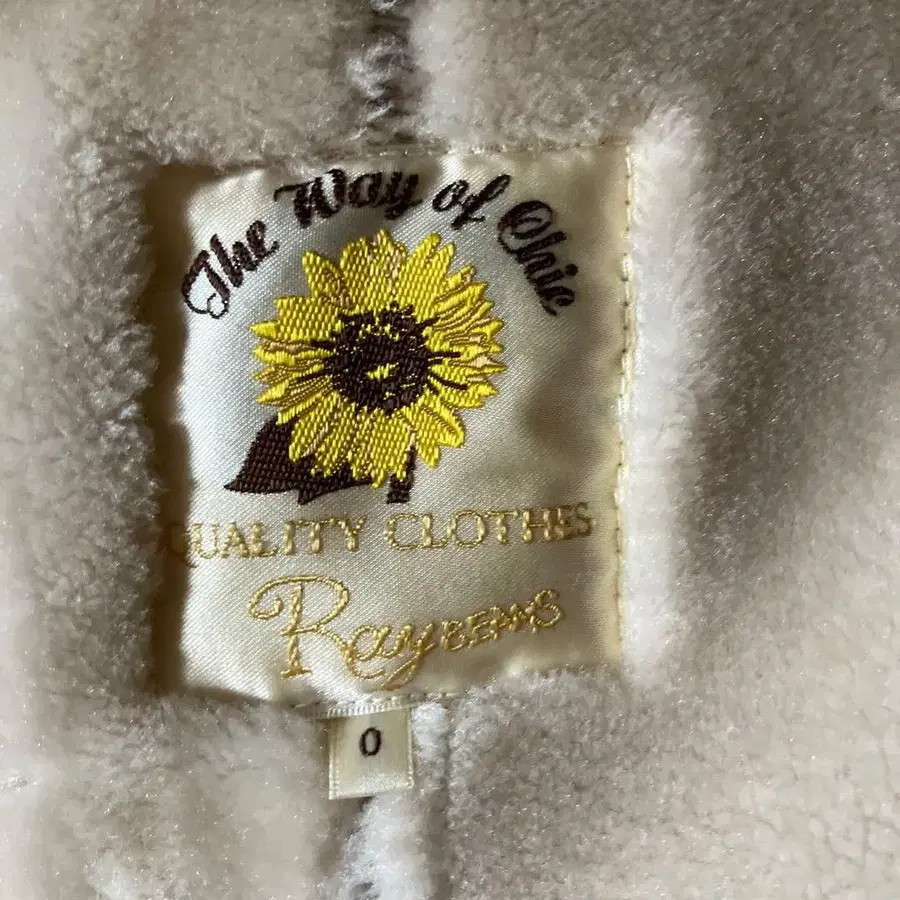 The Way of Chic
QUALITY CLOTHES
Ray BEAMS
0